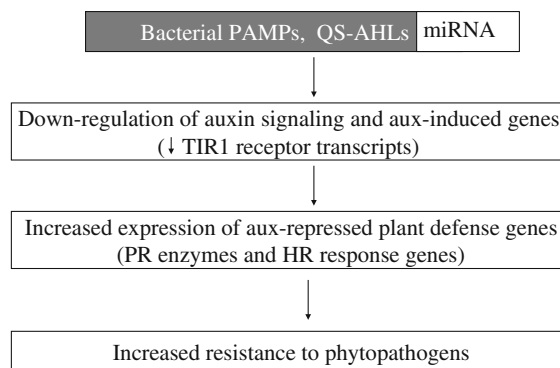 Bacterial PAMPs, QS-AHLs miRNA
Down-regulation of auxin signaling and aux-induced genes
(↓ TIR1 receptor transcripts)
Increased expression of aux-repressed plant defense genes
(PR enzymes and HR response genes)
Increased resistance to phytopathogens